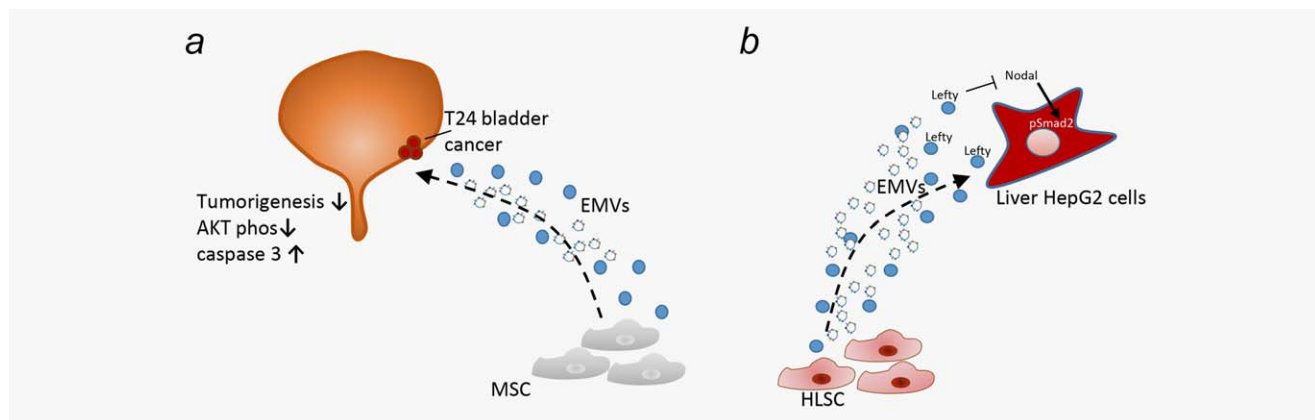 a
T24 bladder
cancer
EMVs
Tumorigenesis ↓
AKT phos↓
caspase 3 ↑
MSC
b
Nodal
Lefty
pSmad2
Lefty
Lefty
EMVs
Liver HepG2 cells
HLSC